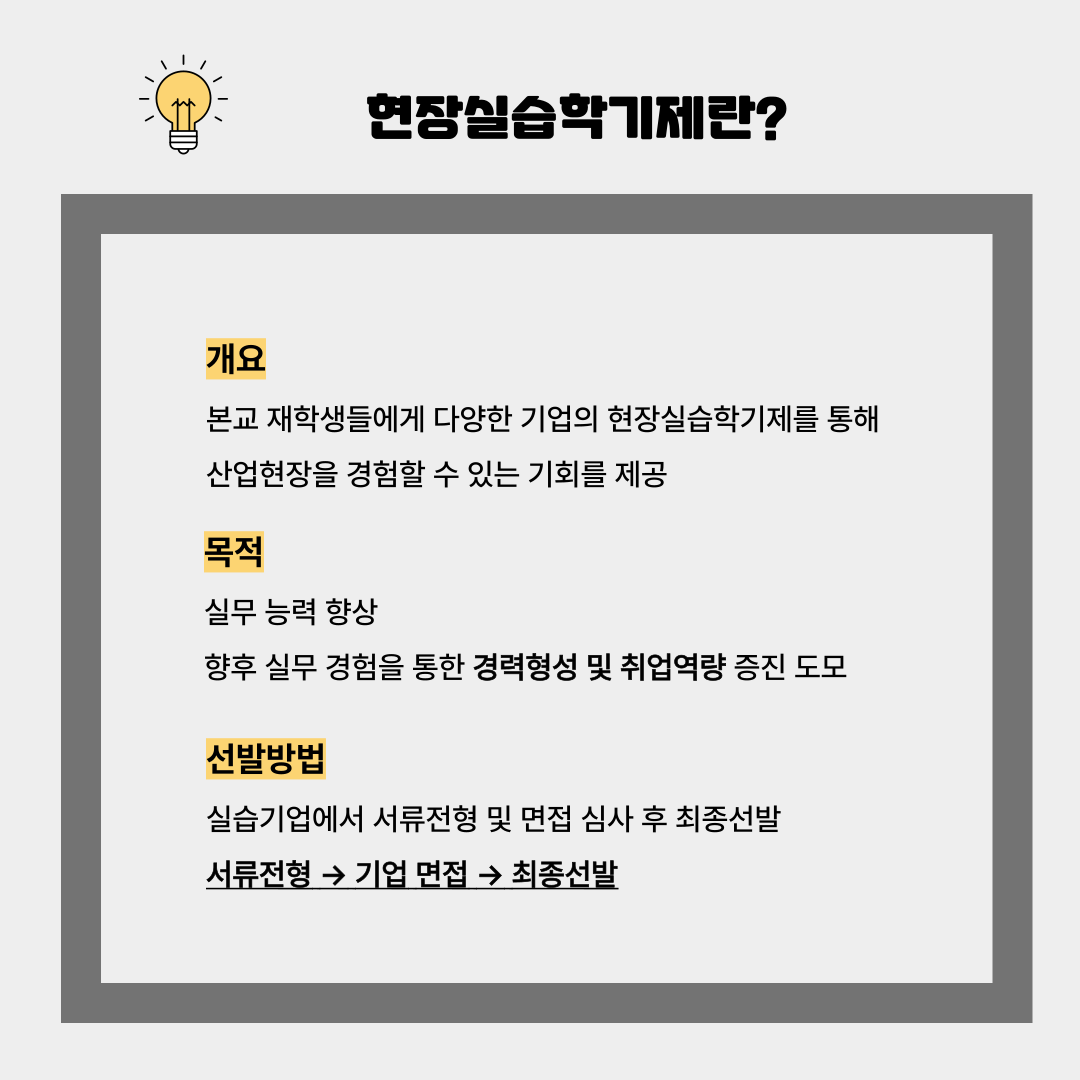 현장실습학기제란?
개요
본교 재학생들에게 다양한 기업의 현장실습학기제를 통해
산업현장을 경험할 수 있는 기회를 제공
목적
실무 능력 향상
향후 실무 경험을 통한 경력형성 및 취업역량 증진 도모
선발방법
실습기업에서 서류전형 및 면접 심사 후 최종선발
서류전형 → 기업 면접 → 최종선발